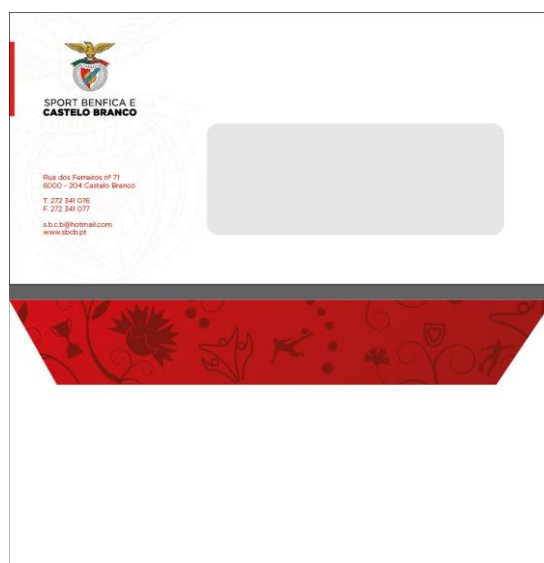 SPORT BENFICA E
CASTELO BRANCO
Rua dos Ferreiros nº 71
6000 - 204 Castelo Branco
T. 272 341 076
F. 272 341 077
s.b.c.b@hotmail.com
www.sbcb.pt